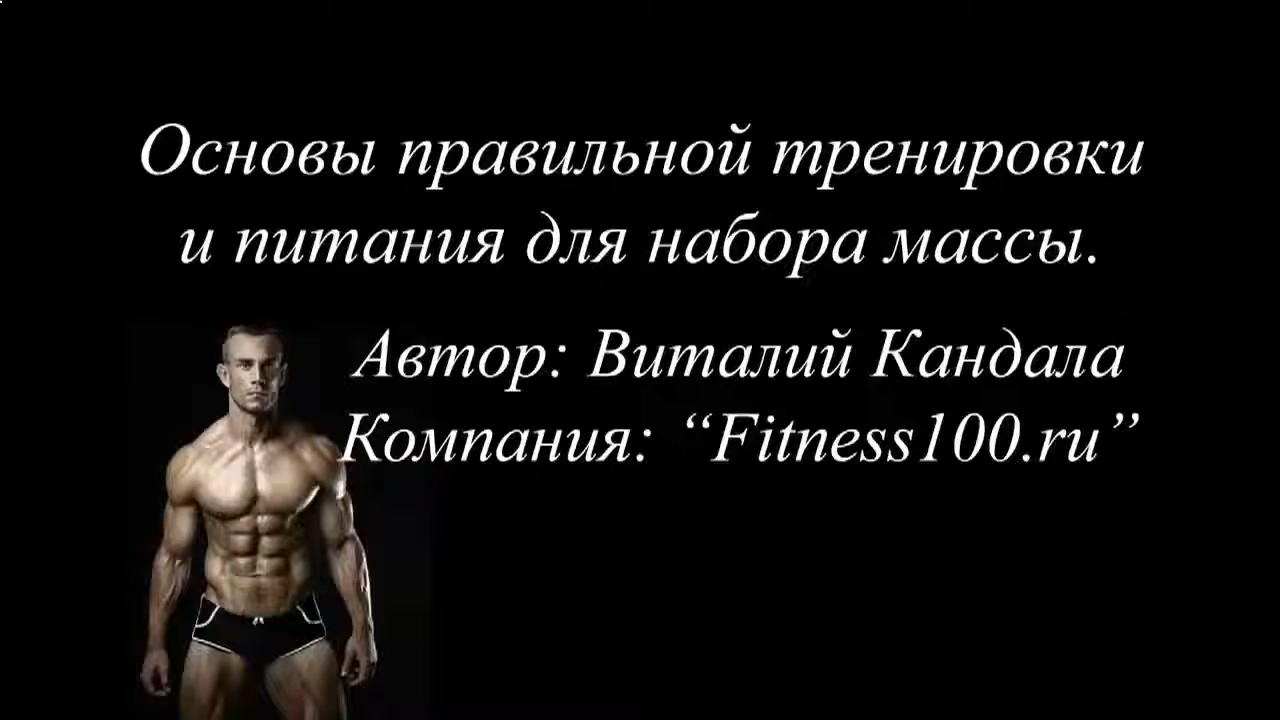 Основы правильной тренировки
и питания для набора массы.
Автор: Виталий Кандала
Компания: “Fitness100.ru”